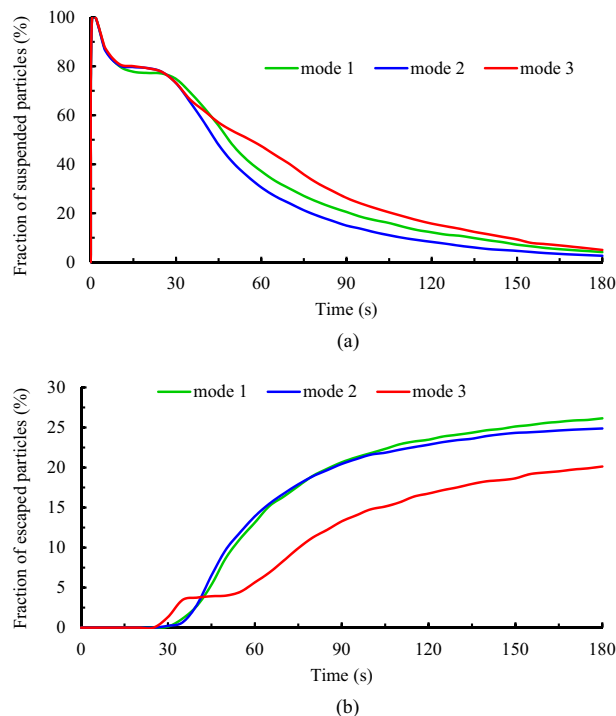 Fraction of suspended particles (%)
100
80
60
40
20
0
mode 1 mode 2 mode 3
0 30 60 90 120 150 180
Time (s)
(a)
Fraction of escaped particles (%)
mode 1 mode 2 mode 3
30
25
20
15
10
5
0
0 30 60 90 120 150 180
Time (s)
(b)